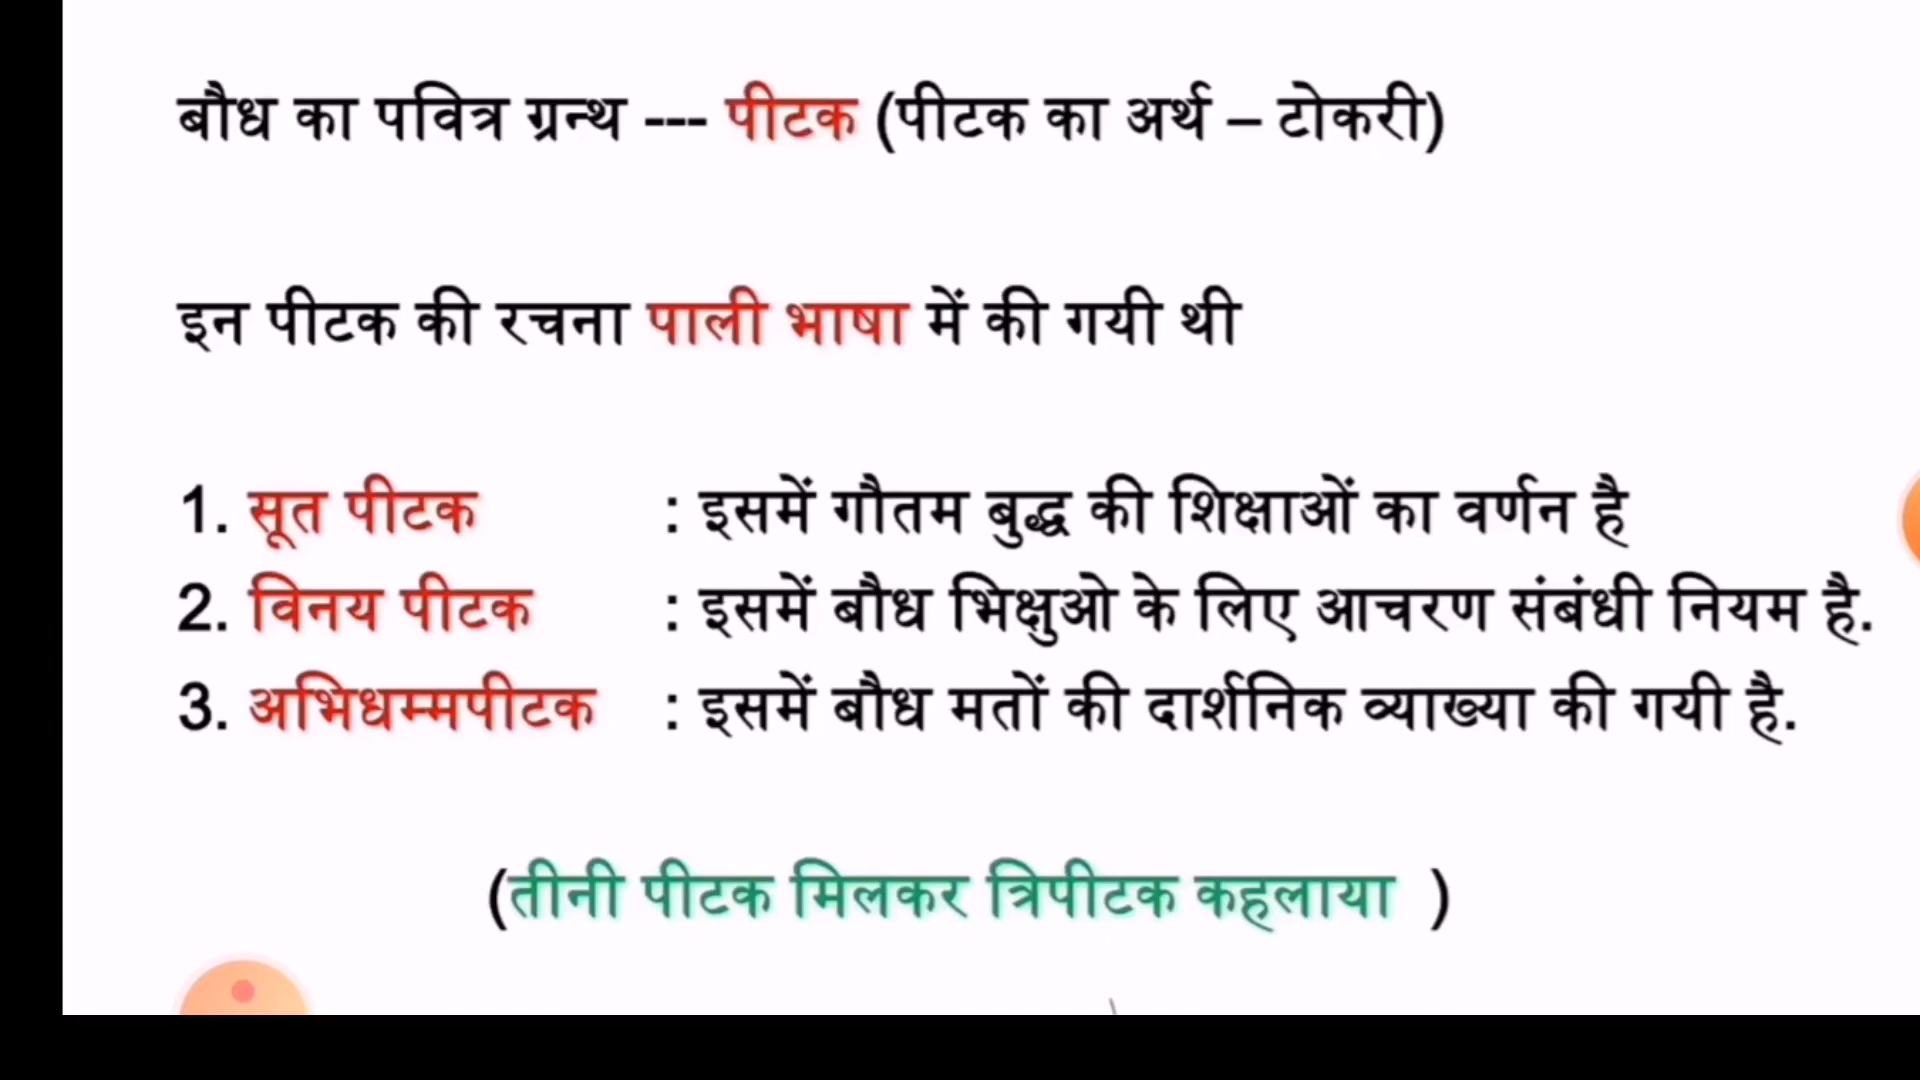 बौध का पवित्र ग्रन्थ --- पीटक (पीटक का अर्थ – टोकरी)
इन पीटक की रचना पाली भाषा में की गयी थी
1. सूत पीटक : इसमें गौतम बुद्ध की शिक्षाओं का वर्णन है
2. विनय पीटक : इसमें बौध भिक्षुओ के लिए आचरण संबंधी नियम है.
3. अभिधम्मपीटक : इसमें बौध मतों की दार्शनिक व्याख्या की गयी है.
(तीनी पीटक मिलकर त्रिपीटक कहलाया )